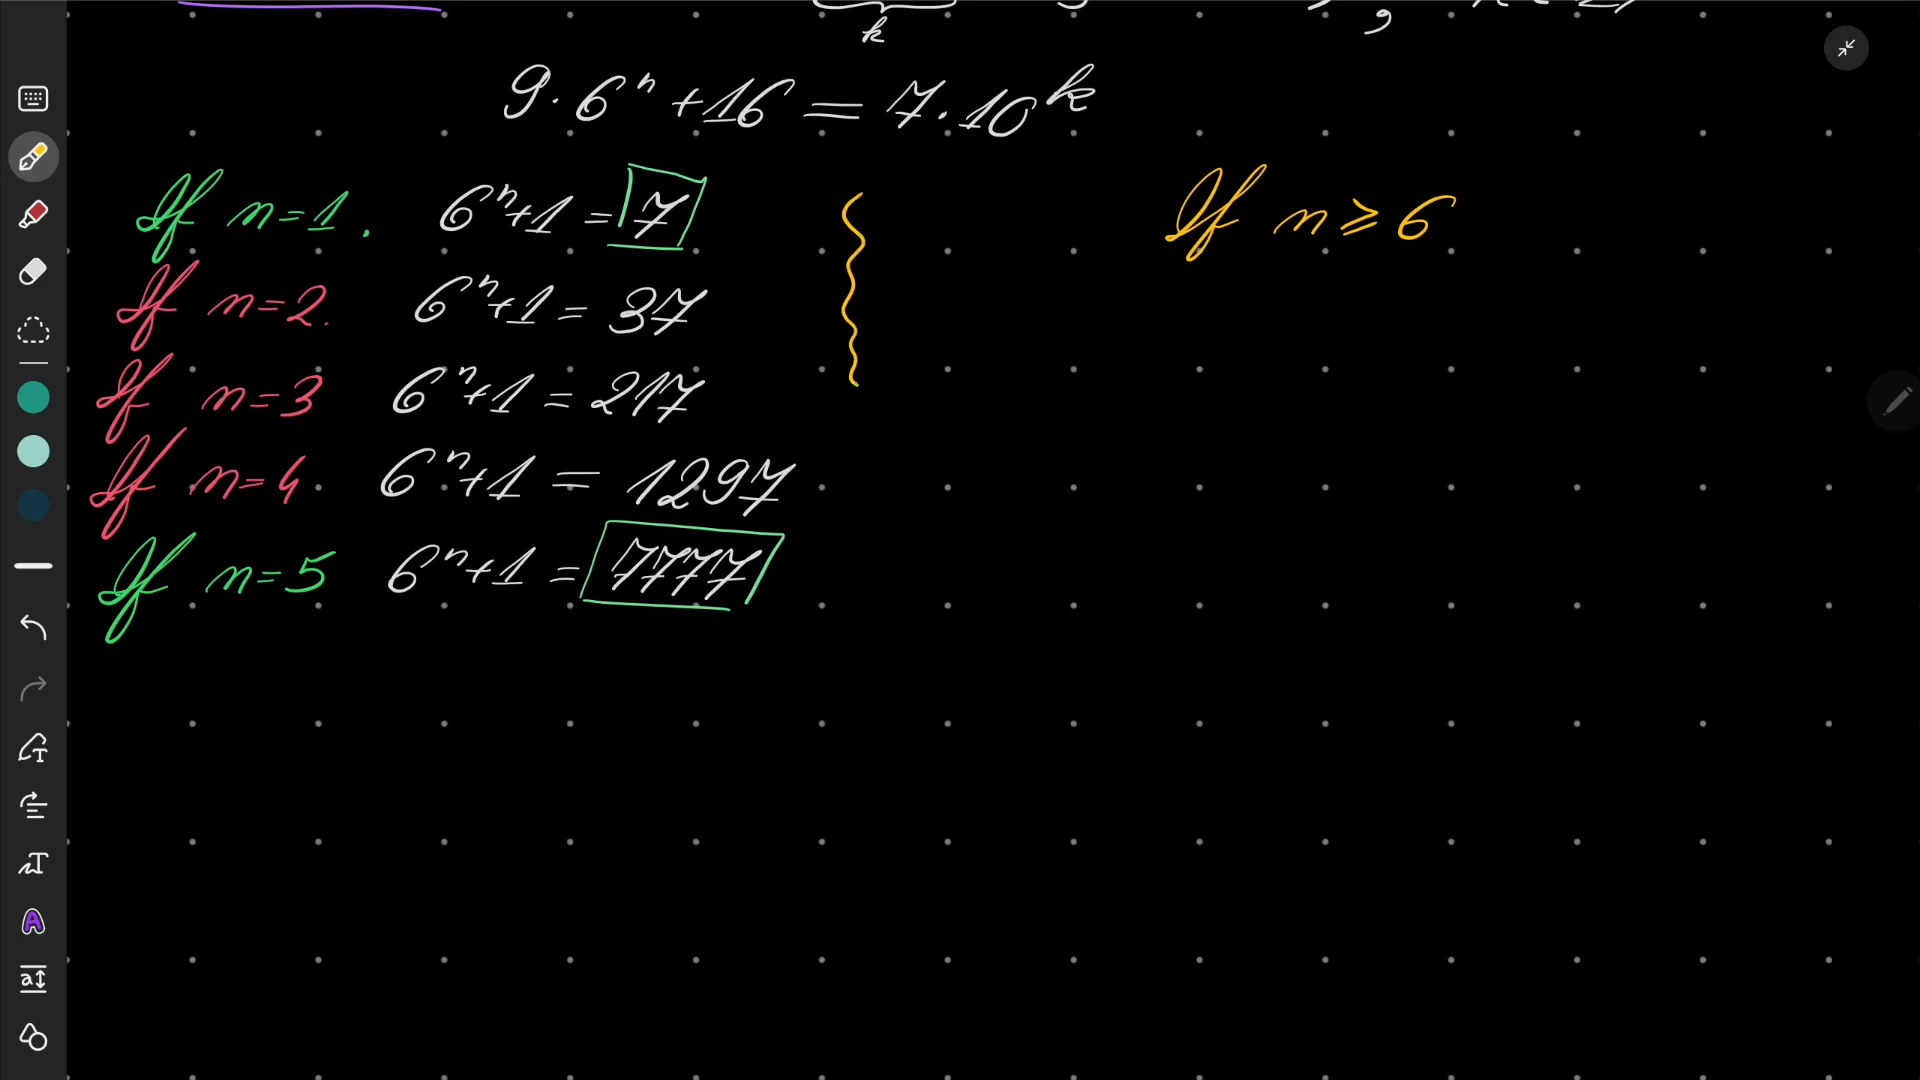 k
9·6ⁿ+16=7·10ᵏ
If n=1. 6ⁿ+1=7
If n=2. 6ⁿ+1=37
If n=3 6ⁿ+1=217
If n=4 6ⁿ+1=1297
If n=5 6ⁿ+1=7777
If n⩾6